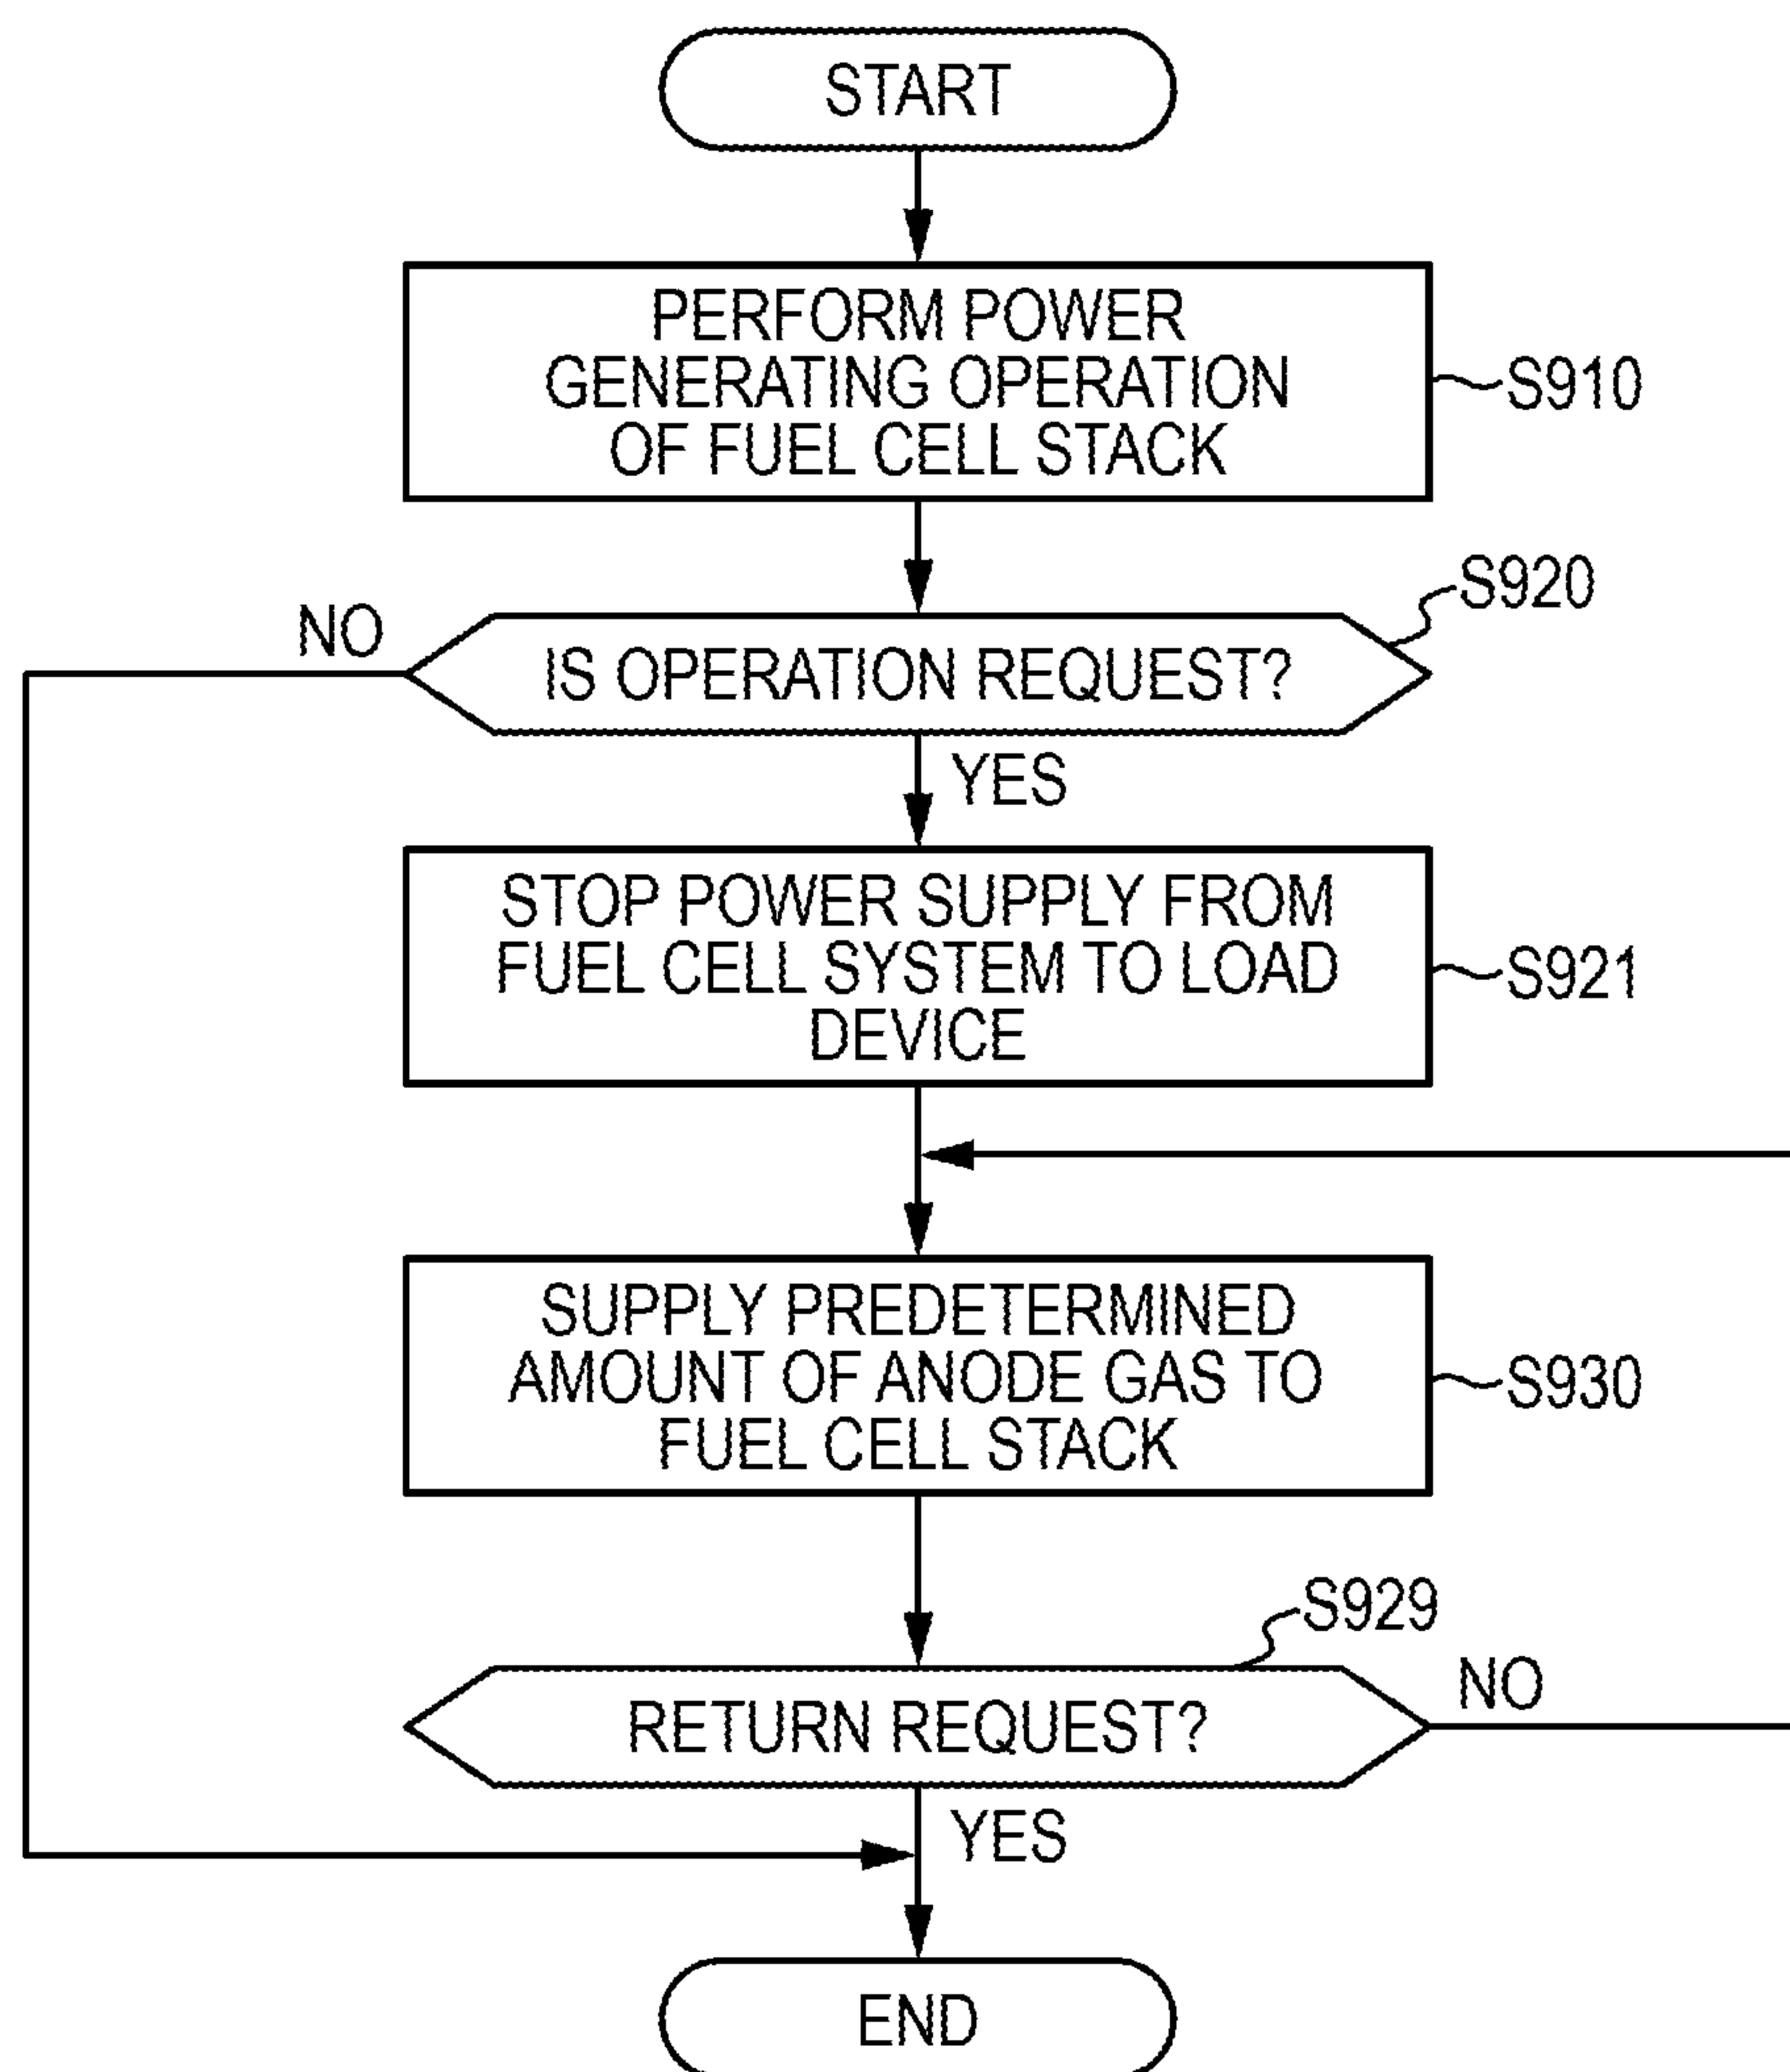 START
PERFORM POWER
GENERATING OPERATION
OF FUEL CELL STACK
S910
S920
NO
IS OPERATION REQUEST?
YES
STOP POWER SUPPLY FROM
FUEL CELL SYSTEM TO LOAD
DEVICE
S921
SUPPLY PREDETERMINED
AMOUNT OF ANODE GAS TO
FUEL CELL STACK
S930
S929
RETURN REQUEST?
NO
YES
END